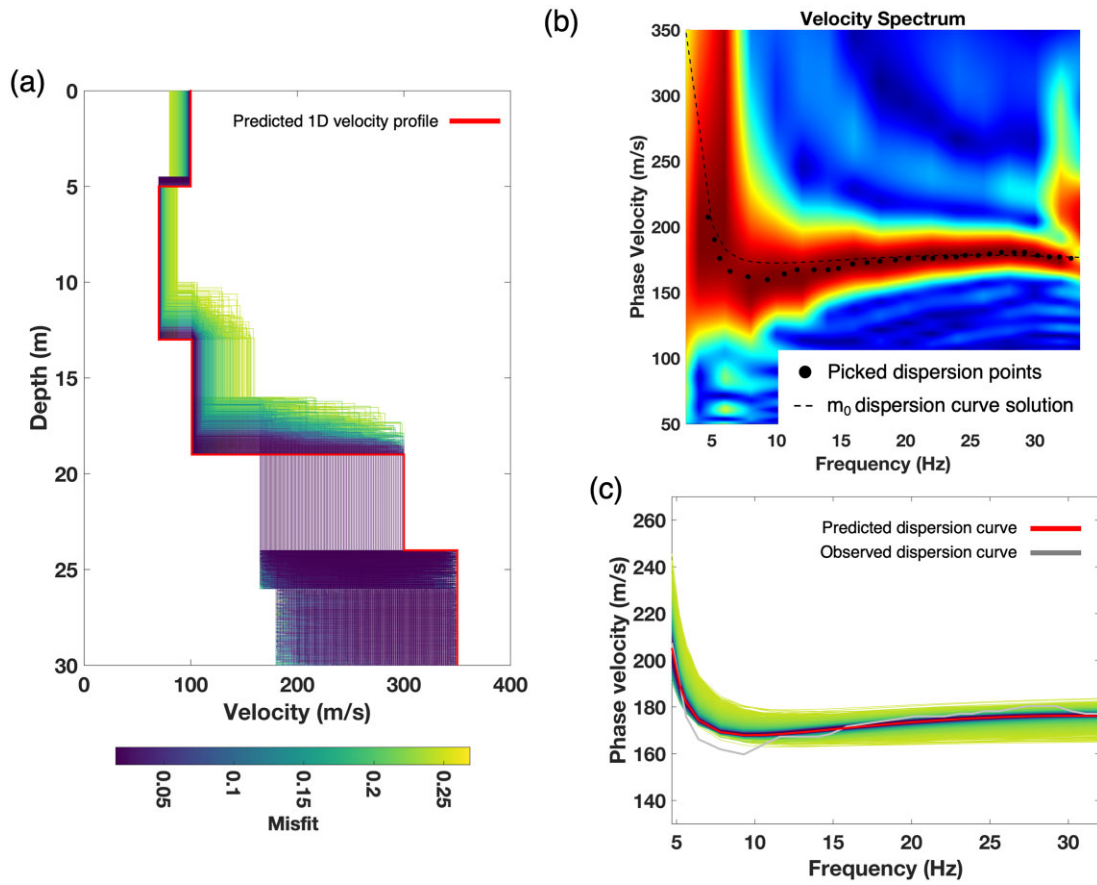 (a)
0
5
10
15
20
25
30
Depth (m)
Predicted 1D velocity profile
0 100 200 300 400
Velocity (m/s)
0.05 0.1 0.15 0.2 0.25
Misfit
(b)
Velocity Spectrum
350
300
250
200
150
100
50
Phase Velocity (m/s)
Picked dispersion points
m0 dispersion curve solution
5 10 15 20 25 30
Frequency (Hz)
(c)
260
240
220
200
180
160
140
Phase velocity (m/s)
Predicted dispersion curve
Observed dispersion curve
5 10 15 20 25 30
Frequency (Hz)